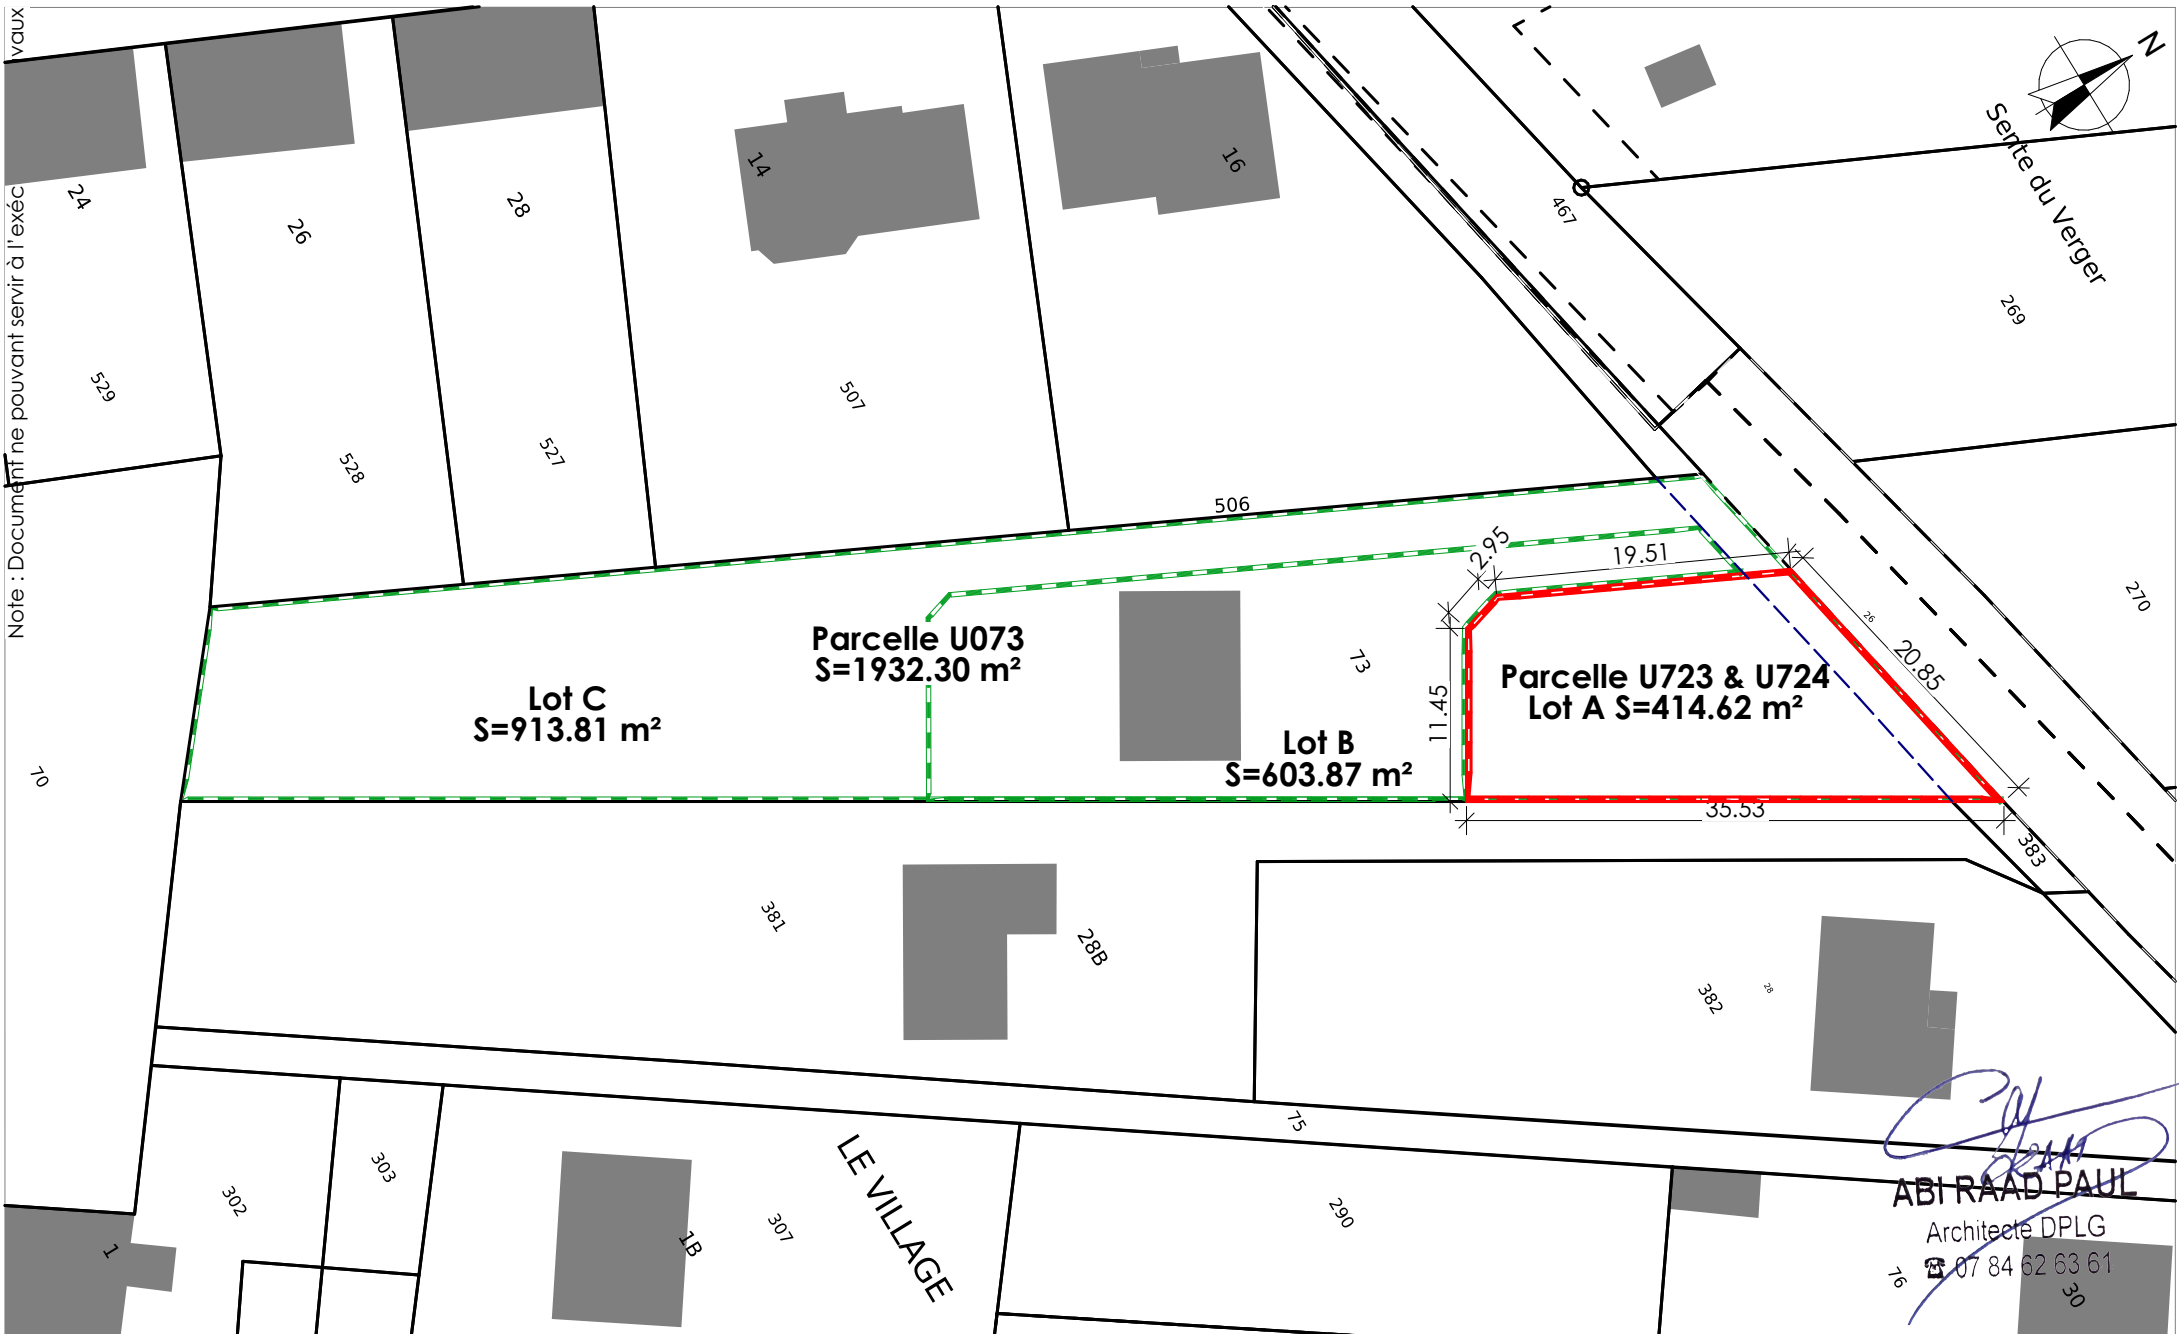 Note : Document ne pouvant servir à l'exéc
vaux
N
Sente du Verger
24
26
28
14
16
467
269
529
528
527
507
506
270
2.95
19.51
26
20.85
Parcelle U073
S=1932.30 m²
73
Parcelle U723 & U724
Lot A S=414.62 m²
Lot C
S=913.81 m²
11.45
Lot B
S=603.87 m²
70
35.53
383
381
28B
382
28
75
303
302
LE VILLAGE
307
1B
1
290
ABI RAAD PAUL
Architecte DPLG
☎ 07 84 62 63 61
76
30